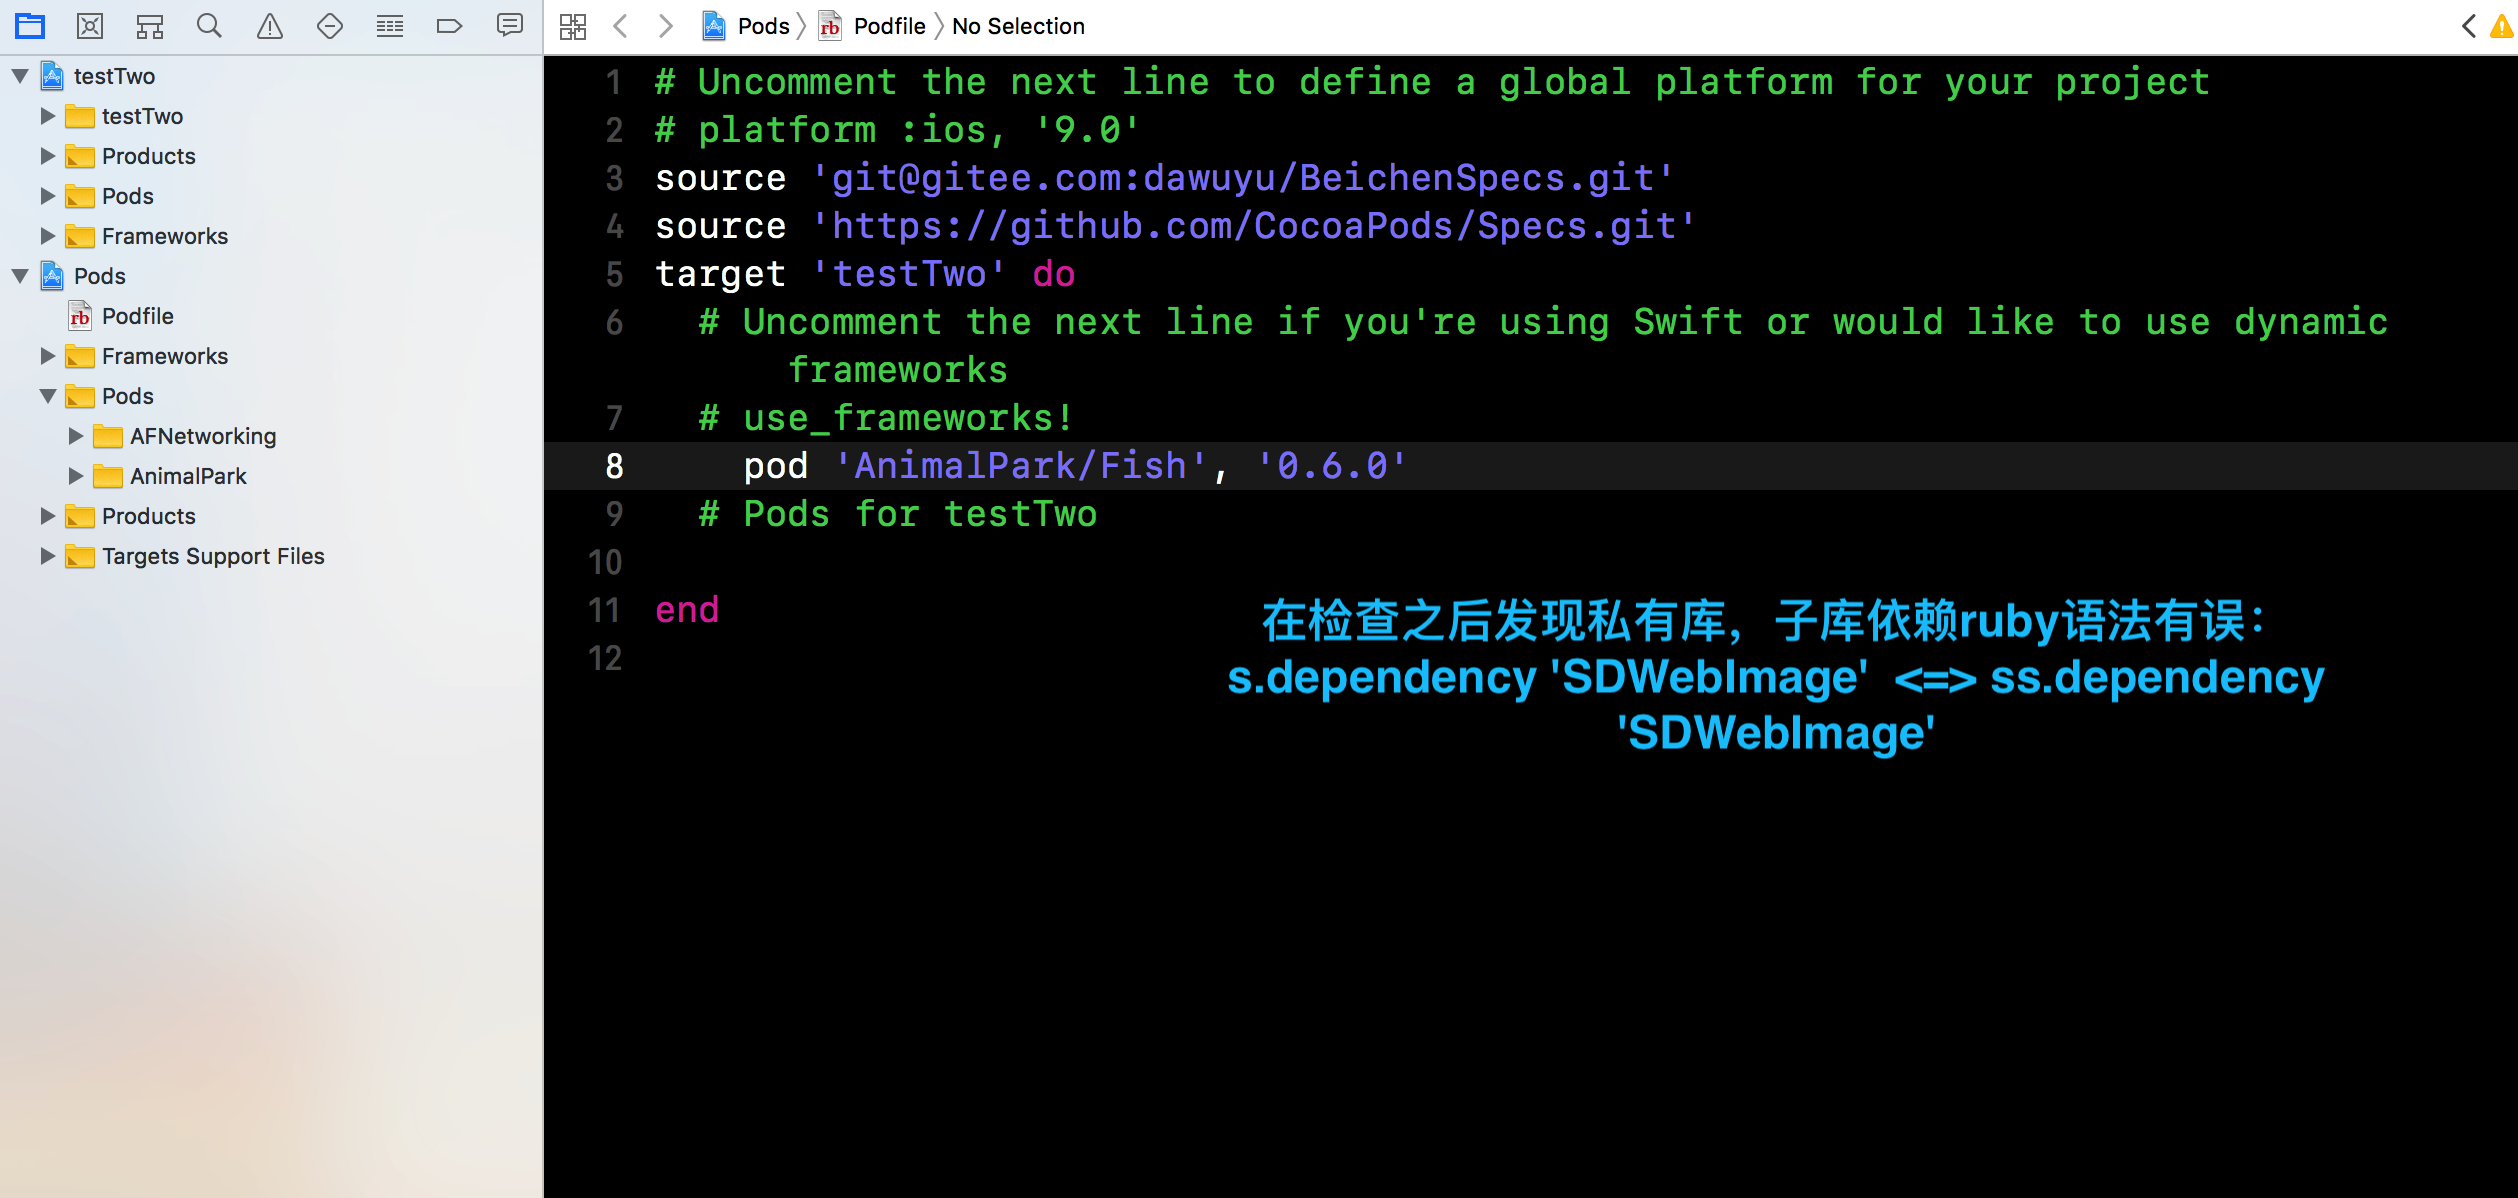 Pods
Podfile
No Selection
testTwo
testTwo
Products
Pods
Frameworks
Pods
rb Podfile
Frameworks
Pods
AFNetworking
AnimalPark
Products
Targets Support Files
1 # Uncomment the next line to define a global platform for your project
2 # platform :ios, '9.0'
3 source 'git@gitee.com:dawuyu/BeichenSpecs.git'
4 source 'https://github.com/CocoaPods/Specs.git'
5 target 'testTwo' do
6 # Uncomment the next line if you're using Swift or would like to use dynamic
frameworks
7 # use_frameworks!
8 pod 'AnimalPark/Fish', '0.6.0'
9 # Pods for testTwo
10
11 end
12
在检查之后发现私有库，子库依赖ruby语法有误：
s.dependency 'SDWebImage' <=> ss.dependency
'SDWebImage'